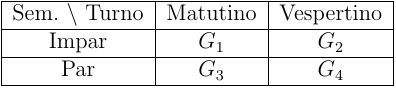 Sem. \ Turno Matutino Vespertino
Impar G₁ G₂
Par G₃ G₄